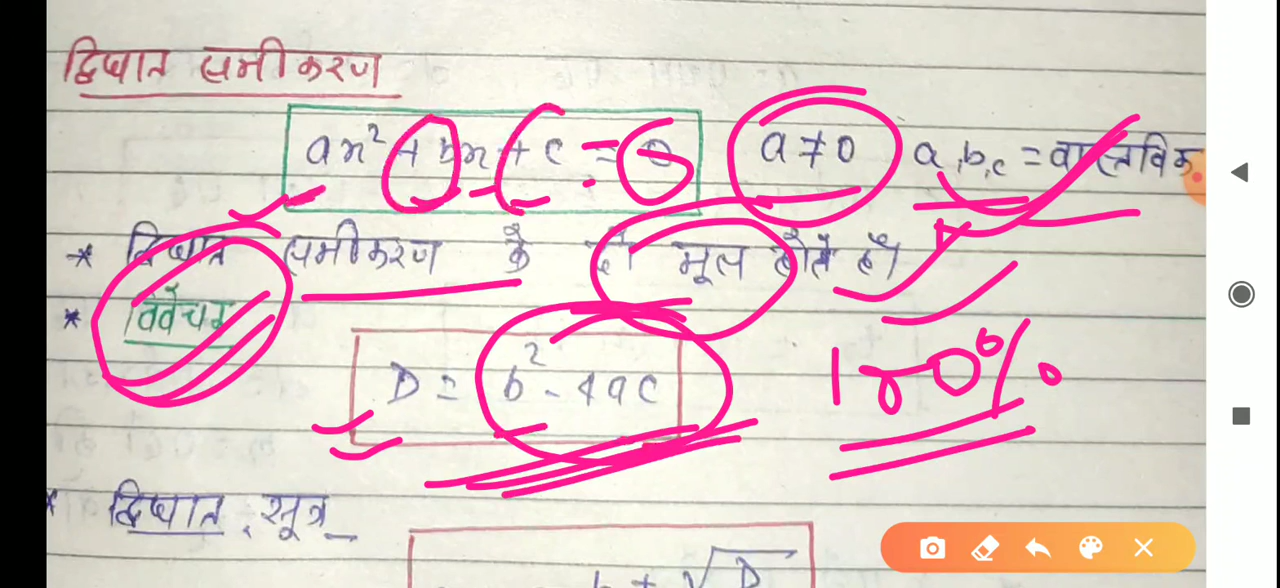 द्विघात समीकरण
ax² + bx + c = 0 a ≠ 0 a, b, c = वास्तविक
* द्विघात समीकरण के दो मूल होते हैं।
* विवेचक
D = b² - 4ac
100%
* द्विघात सूत्र
b ± √D